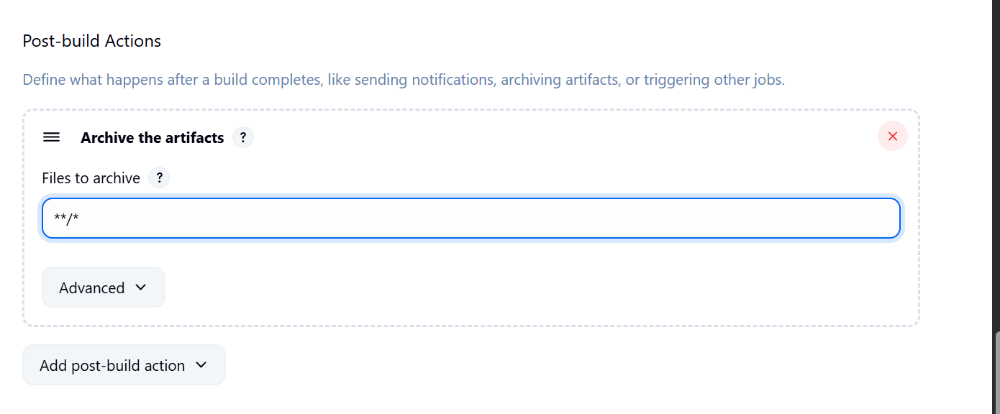 Post-build Actions
Define what happens after a build completes, like sending notifications, archiving artifacts, or triggering other jobs.
Archive the artifacts ?
Files to archive ?
**/*
Advanced
Add post-build action